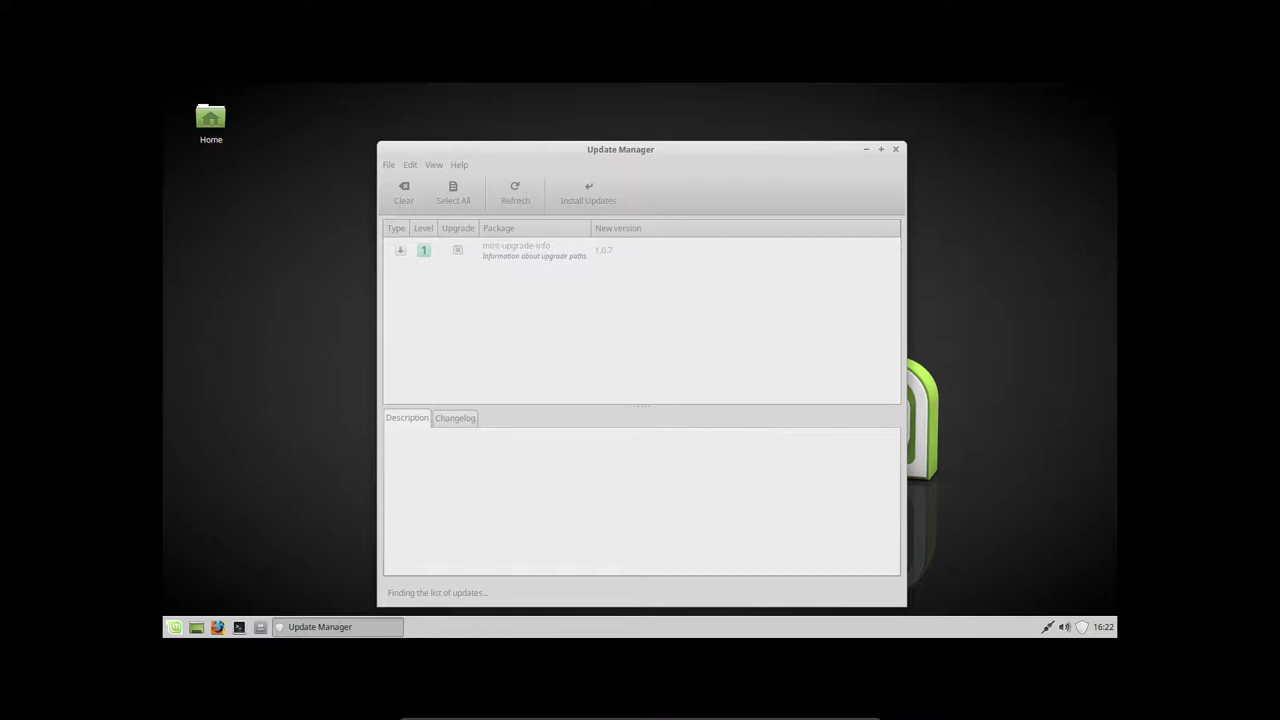 Home
Update Manager
File Edit View Help
Clear Select All Refresh Install Updates
Type Level Upgrade Package New version
1 mint-upgrade-info 1.0.7
Information about upgrade paths.
Description Changelog
Finding the list of updates...
Update Manager 16:22